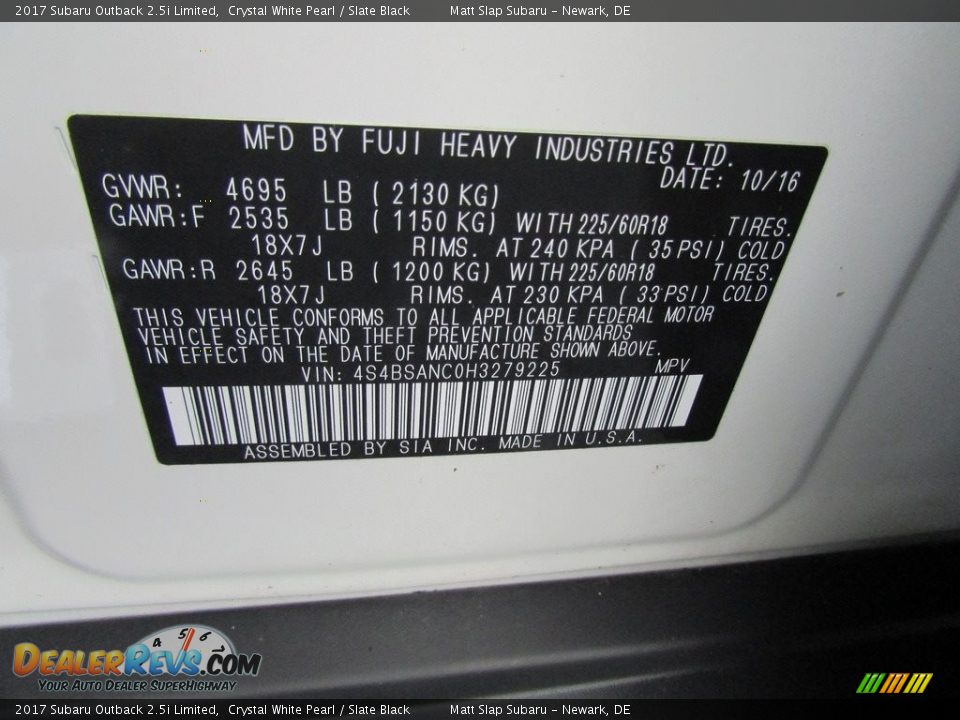 2017 Subaru Outback 2.5i Limited, Crystal White Pearl / Slate Black Matt Slap Subaru - Newark, DE
MFD BY FUJI HEAVY INDUSTRIES LTD.
DATE: 10/16
GVWR: 4695 LB ( 2130 KG)
GAWR:F 2535 LB ( 1150 KG) WITH 225/60R18 TIRES.
18X7J RIMS. AT 240 KPA ( 35 PSI) COLD
GAWR:R 2645 LB ( 1200 KG) WITH 225/60R18 TIRES.
18X7J RIMS. AT 230 KPA ( 33 PSI) COLD
THIS VEHICLE CONFORMS TO ALL APPLICABLE FEDERAL MOTOR
VEHICLE SAFETY AND THEFT PREVENTION STANDARDS
IN EFFECT ON THE DATE OF MANUFACTURE SHOWN ABOVE.
VIN: 4S4BSANC0H3279225 MPV
ASSEMBLED BY SIA INC. MADE IN U.S.A.
4 5 6 7
DEALERREVS.COM
YOUR AUTO DEALER SUPERHIGHWAY
2017 Subaru Outback 2.5i Limited, Crystal White Pearl / Slate Black Matt Slap Subaru - Newark, DE